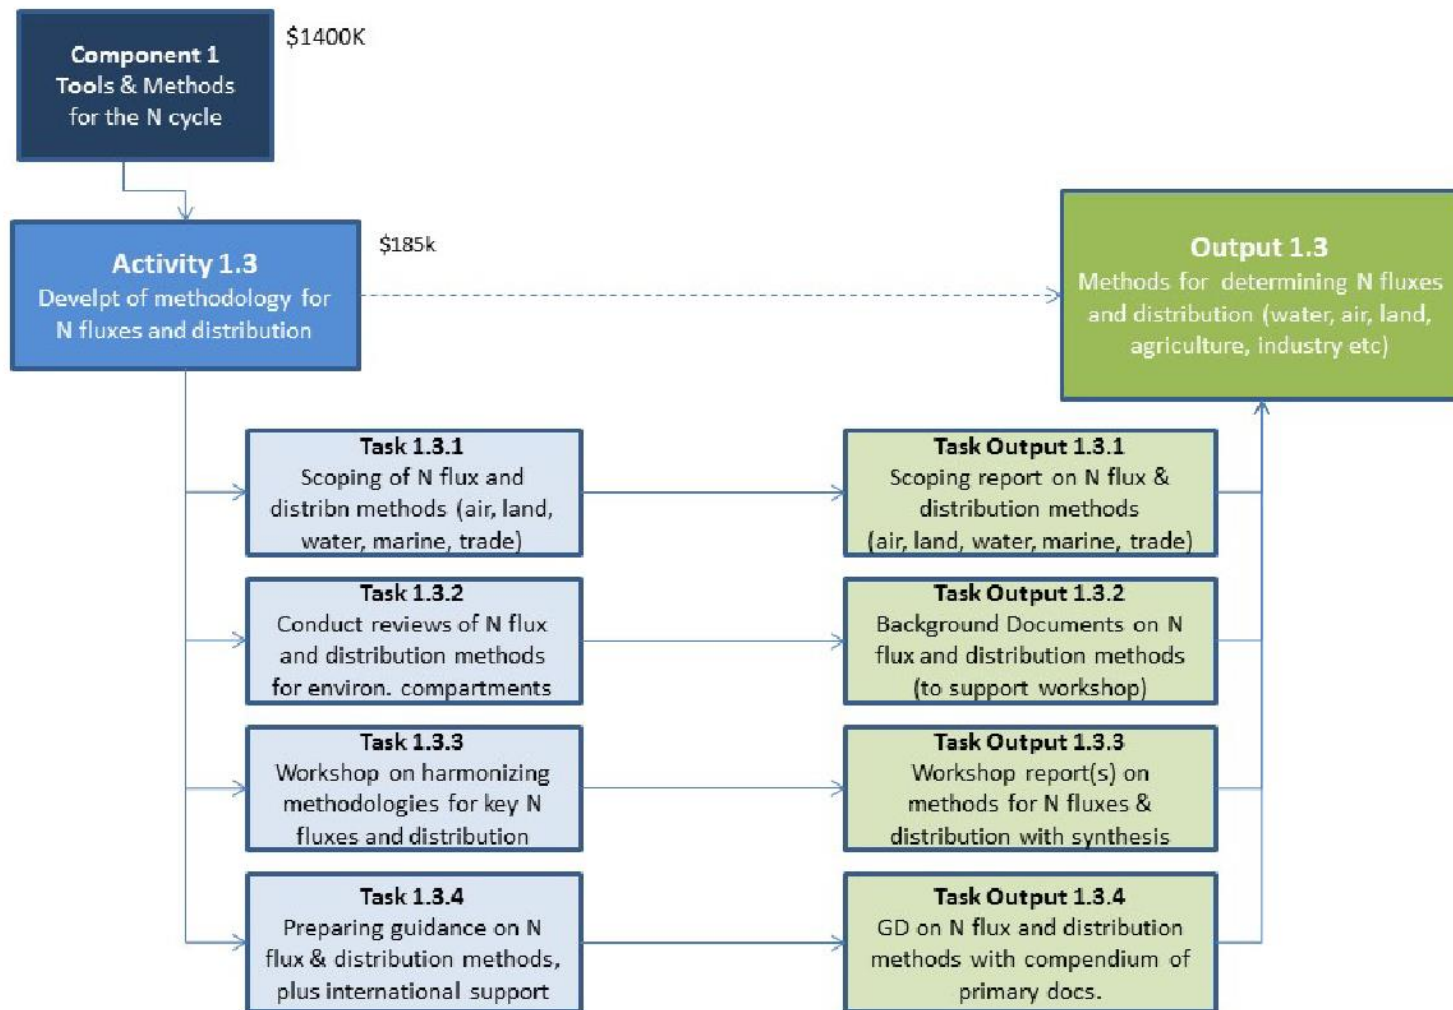 Component 1
Tools & Methods
for the N cycle
$1400K
Activity 1.3
Develpt of methodology for
N fluxes and distribution
$185k
Output 1.3
Methods for determining N fluxes
and distribution (water, air, land,
agriculture, industry etc)
Task 1.3.1
Scoping of N flux and
distribn methods (air, land,
water, marine, trade)
Task Output 1.3.1
Scoping report on N flux &
distribution methods
(air, land, water, marine, trade)
Task 1.3.2
Conduct reviews of N flux
and distribution methods
for environ. compartments
Task Output 1.3.2
Background Documents on N
flux and distribution methods
(to support workshop)
Task 1.3.3
Workshop on harmonizing
methodologies for key N
fluxes and distribution
Task Output 1.3.3
Workshop report(s) on
methods for N fluxes &
distribution with synthesis
Task 1.3.4
Preparing guidance on N
flux & distribution methods,
plus international support
Task Output 1.3.4
GD on N flux and distribution
methods with compendium of
primary docs.